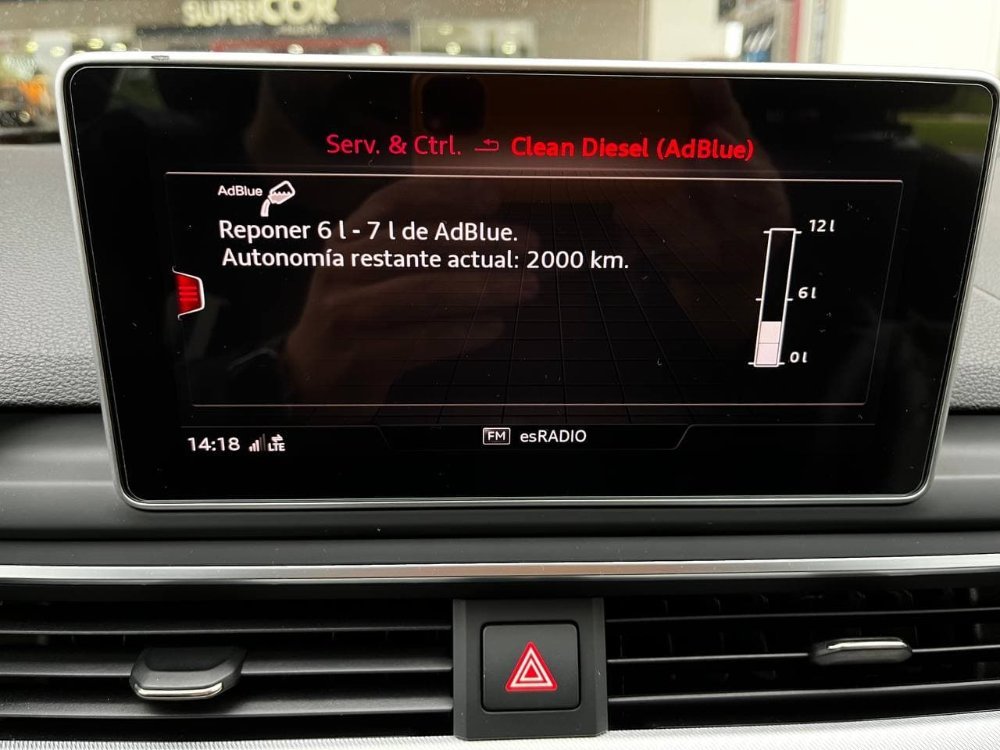 SUPERCOR
Serv. & Ctrl. Clean Diesel (AdBlue)
AdBlue
Reponer 6 l - 7 l de AdBlue.
Autonomía restante actual: 2000 km.
12 l
6 l
0 l
14:18 LTE
FM esRADIO